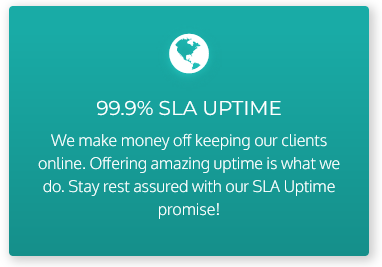 99.9% SLA UPTIME
We make money off keeping our clients
online. Offering amazing uptime is what we
do. Stay rest assured with our SLA Uptime
promise!